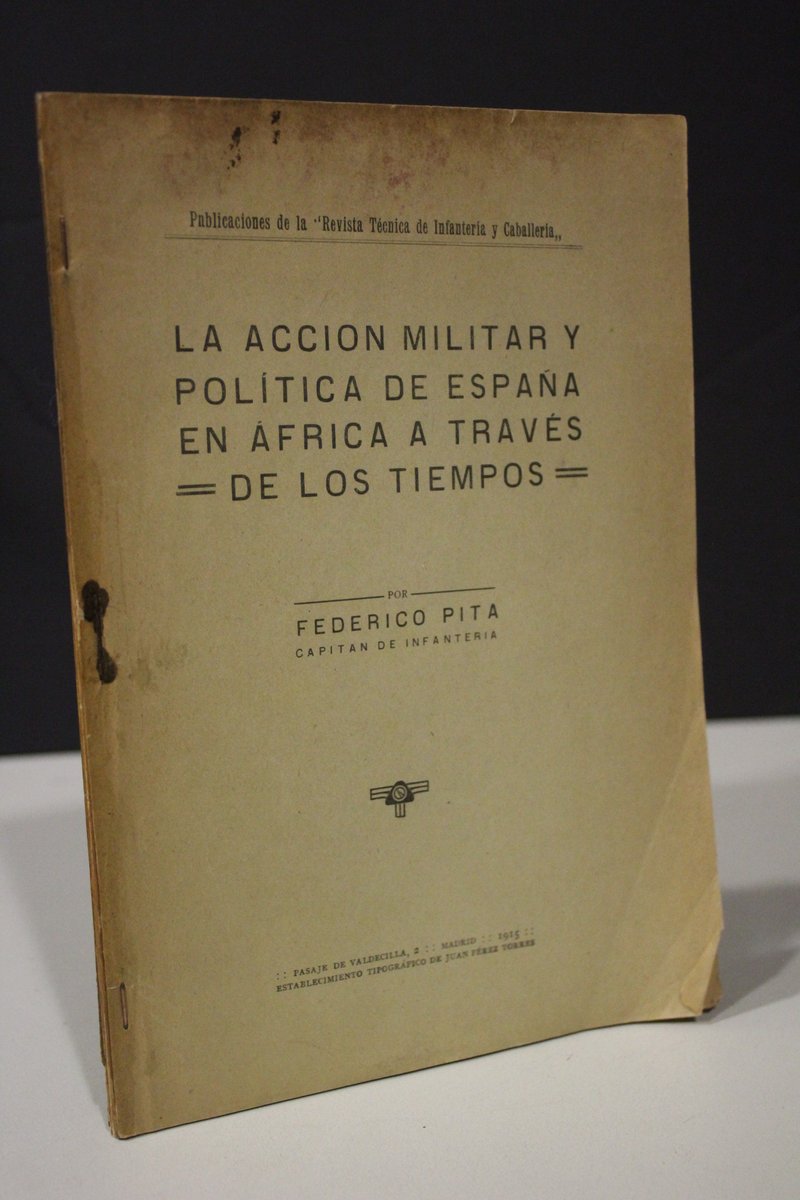 Publicaciones de la "Revista Técnica de Infantería y Caballería„
LA ACCION MILITAR Y
POLÍTICA DE ESPAÑA
EN ÁFRICA A TRAVÉS
= DE LOS TIEMPOS =
POR
FEDERICO PITA
CAPITAN DE INFANTERIA
:: PASAJE DE VALDECILLA, 2 :: MADRID :: 1915 ::
ESTABLECIMIENTO TIPOGRÁFICO DE JUAN PÉREZ TORRES